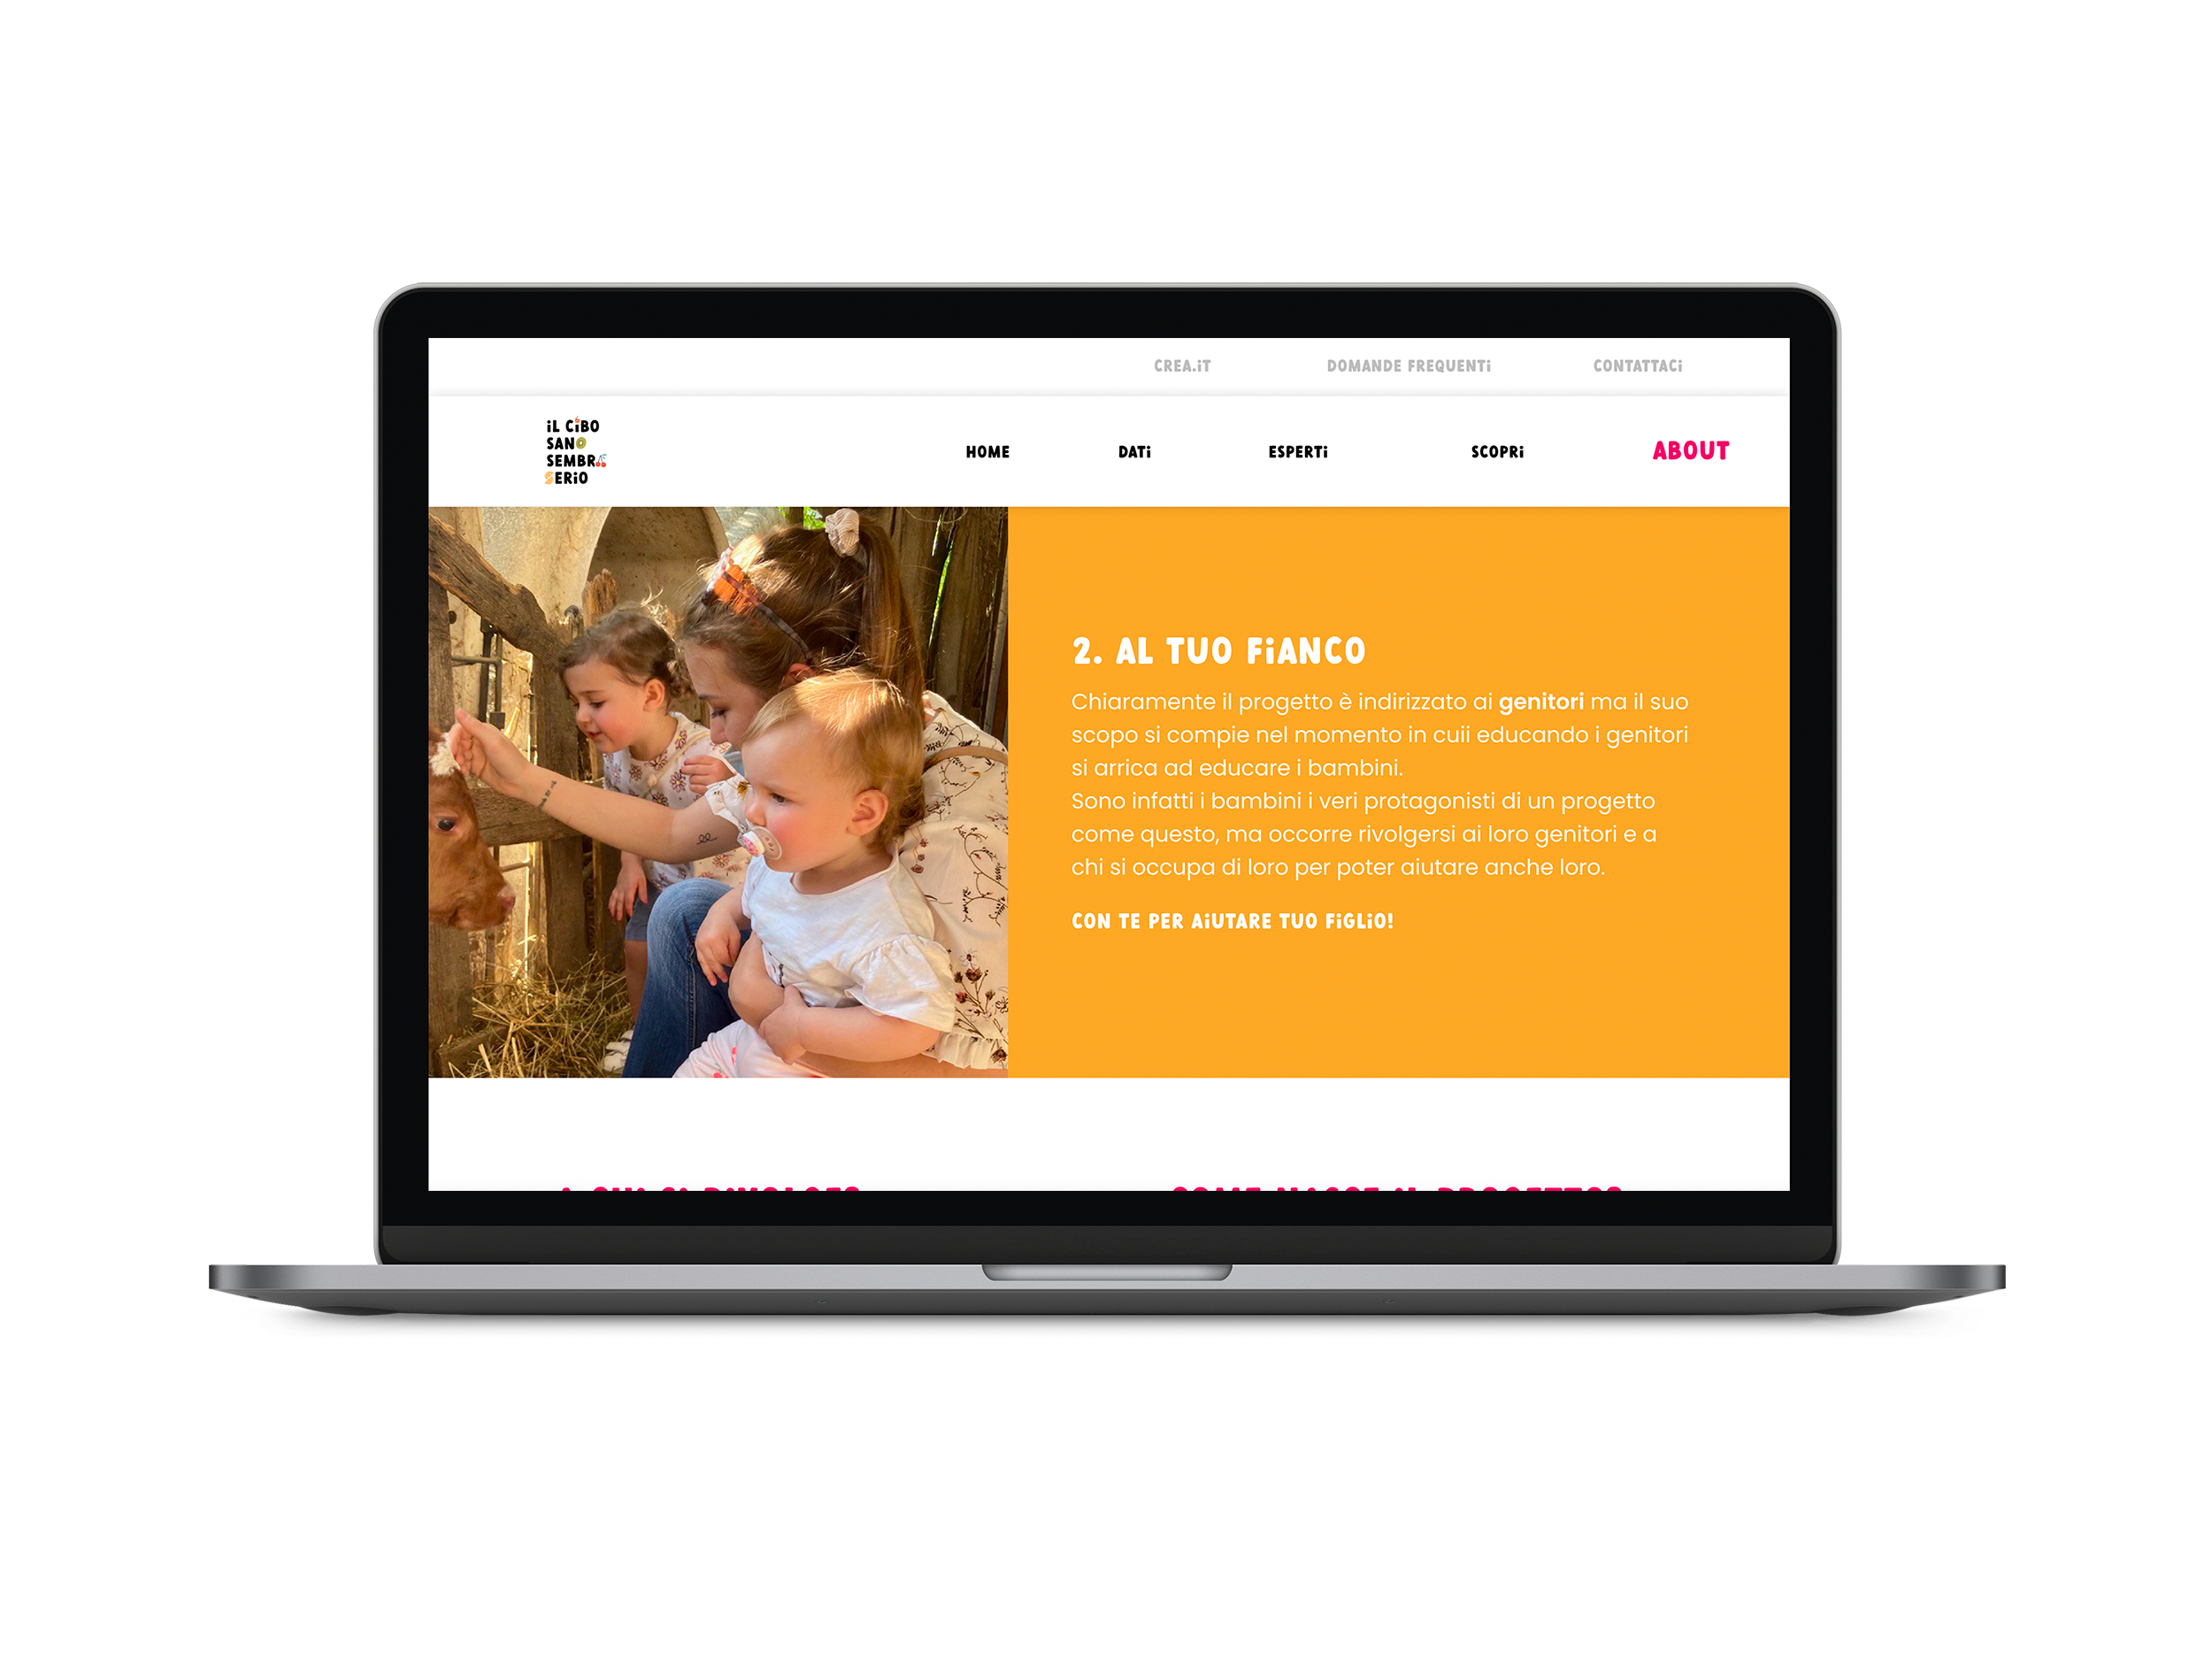 CREA.iT DOMANDE FREQUENTi CONTATTACi
iL CiBO
SANO
SEMBRA
SERiO
HOME DATi ESPERTi SCOPRi ABOUT
2. AL TUO FiANCO
Chiaramente il progetto è indirizzato ai genitori ma il suo
scopo si compie nel momento in cuii educando i genitori
si arrica ad educare i bambini.
Sono infatti i bambini i veri protagonisti di un progetto
come questo, ma occorre rivolgersi ai loro genitori e a
chi si occupa di loro per poter aiutare anche loro.
CON TE PER AiUTARE TUO FiGLiO!